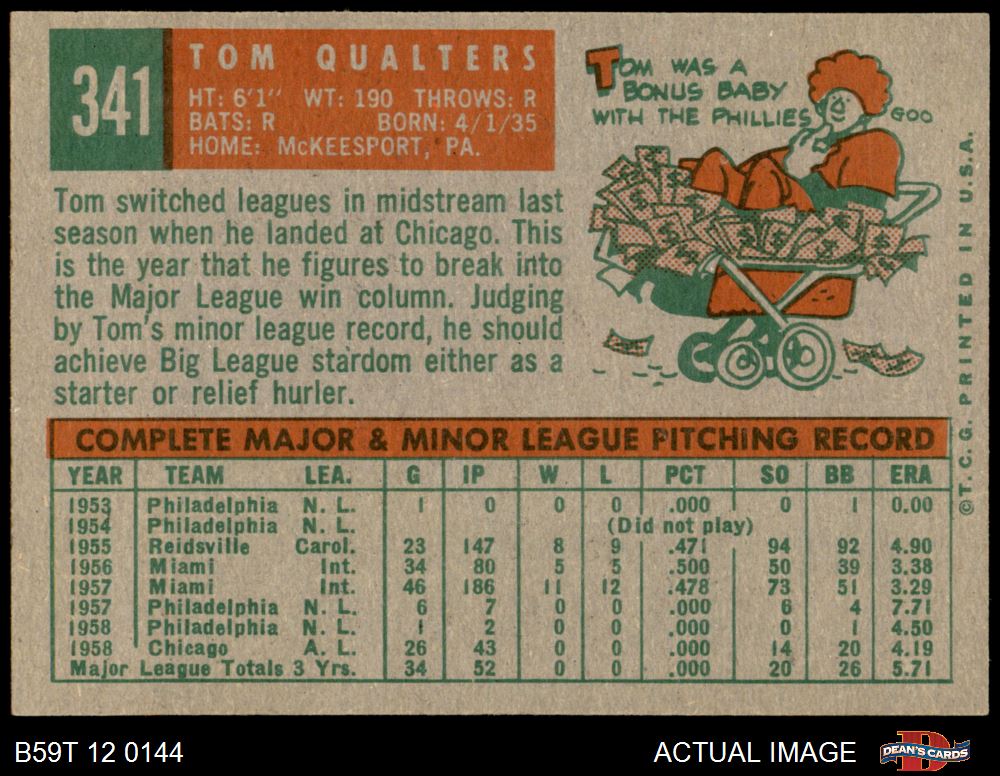 341
TOM QUALTERS
HT: 6'1" WT: 190 THROWS: R
BATS: R BORN: 4/1/35
HOME: McKEESPORT, PA.
TOM WAS A
BONUS BABY
WITH THE PHILLIES
GOO
Tom switched leagues in midstream last
season when he landed at Chicago. This
is the year that he figures to break into
the Major League win column. Judging
by Tom's minor league record, he should
achieve Big League stardom either as a
starter or relief hurler.
©T.C.G. PRINTED IN U.S.A.
COMPLETE MAJOR & MINOR LEAGUE PITCHING RECORD
YEAR TEAM LEA. G IP W L PCT SO BB ERA
1953 Philadelphia N. L. 1 0 0 0 .000 0 1 0.00
1954 Philadelphia N. L. (Did not play)
1955 Reidsville Carol. 23 147 8 9 .471 94 92 4.90
1956 Miami Int. 34 80 5 5 .500 50 39 3.38
1957 Miami Int. 46 186 11 12 .478 73 51 3.29
1957 Philadelphia N. L. 6 7 0 0 .000 6 4 7.71
1958 Philadelphia N. L. 1 2 0 0 .000 0 1 4.50
1958 Chicago A. L. 26 43 0 0 .000 14 20 4.19
Major League Totals 3 Yrs. 34 52 0 0 .000 20 26 5.71
B59T 12 0144
ACTUAL IMAGE
DEAN'S CARDS